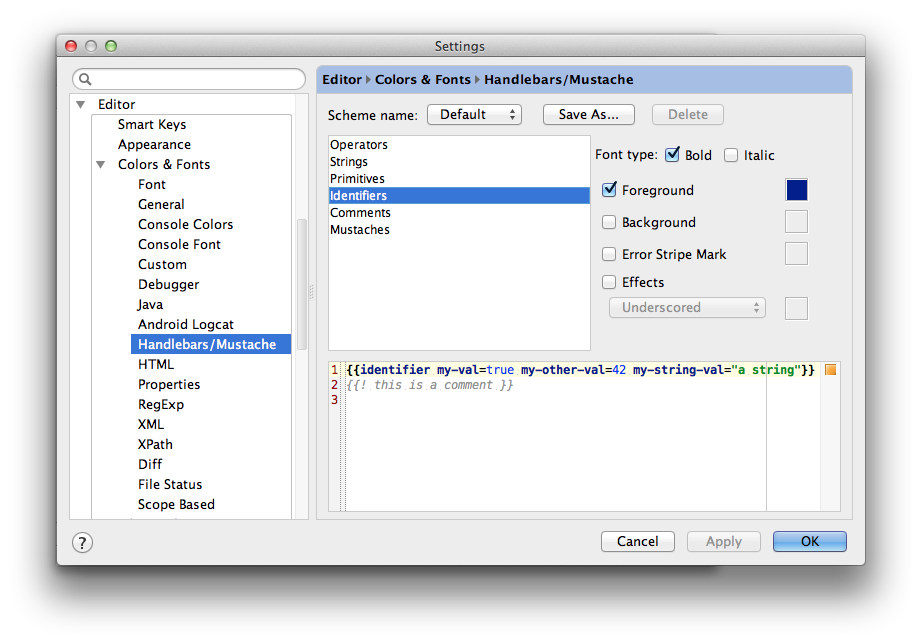 Settings
Editor
Smart Keys
Appearance
Colors & Fonts
Font
General
Console Colors
Console Font
Custom
Debugger
Java
Android Logcat
Handlebars/Mustache
HTML
Properties
RegExp
XML
XPath
Diff
File Status
Scope Based
Editor Colors & Fonts Handlebars/Mustache
Scheme name: Default Save As... Delete
Operators
Strings
Primitives
Identifiers
Comments
Mustaches
Font type: Bold Italic
Foreground
Background
Error Stripe Mark
Effects
Underscored
1 {{identifier my-val=true my-other-val=42 my-string-val="a string"}}
2 {{! this is a comment }}
3
? Cancel Apply OK